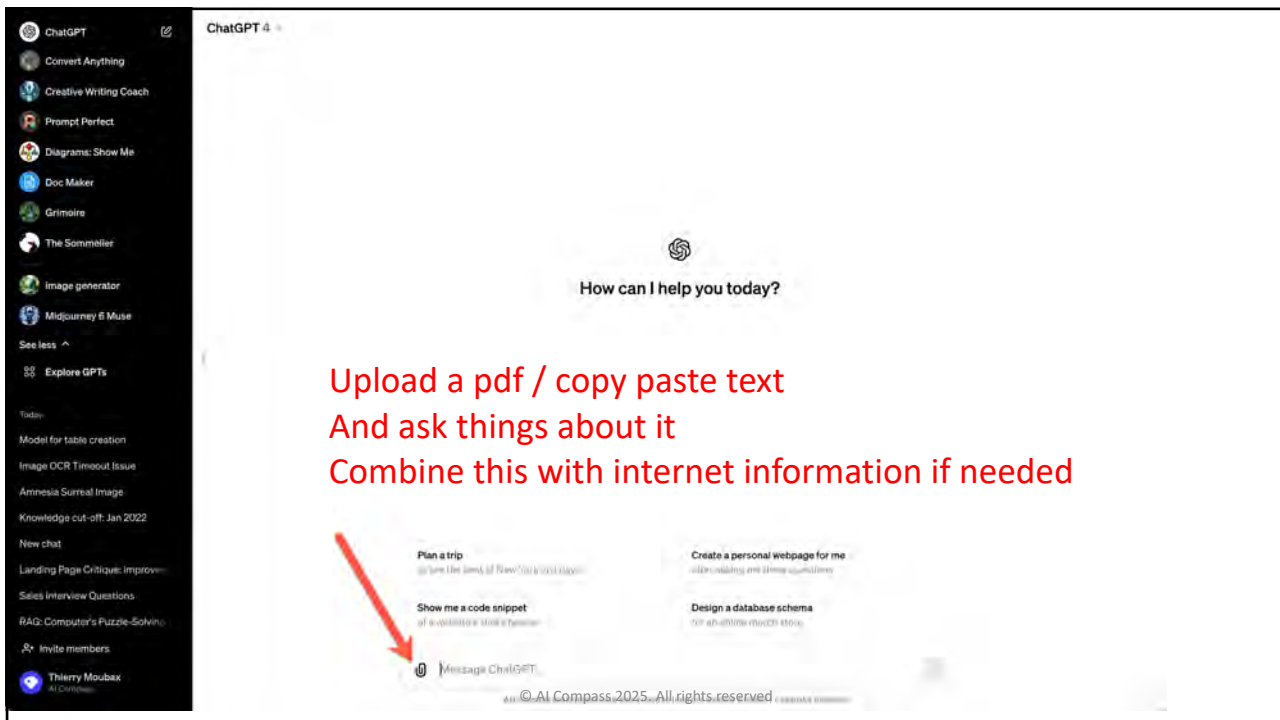 ChatGPT
Convert Anything
Creative Writing Coach
Prompt Perfect
Diagrams: Show Me
Doc Maker
Grimoire
The Sommelier
Image generator
Midjourney 6 Muse
See less
Explore GPTs
Today
Model for table creation
Image OCR Timeout Issue
Amnesia Surreal Image
Knowledge cut-off: Jan 2022
New chat
Landing Page Critique: Improve
Sales Interview Questions
RAG: Computer's Puzzle-Solving
Invite members
Thierry Moubax
AI Compass
ChatGPT 4
How can I help you today?
Upload a pdf / copy paste text
And ask things about it
Combine this with internet information if needed
Plan a trip
Create a personal webpage for me
Show me a code snippet
Design a database schema
Message ChatGPT...
© AI Compass 2025. All rights reserved